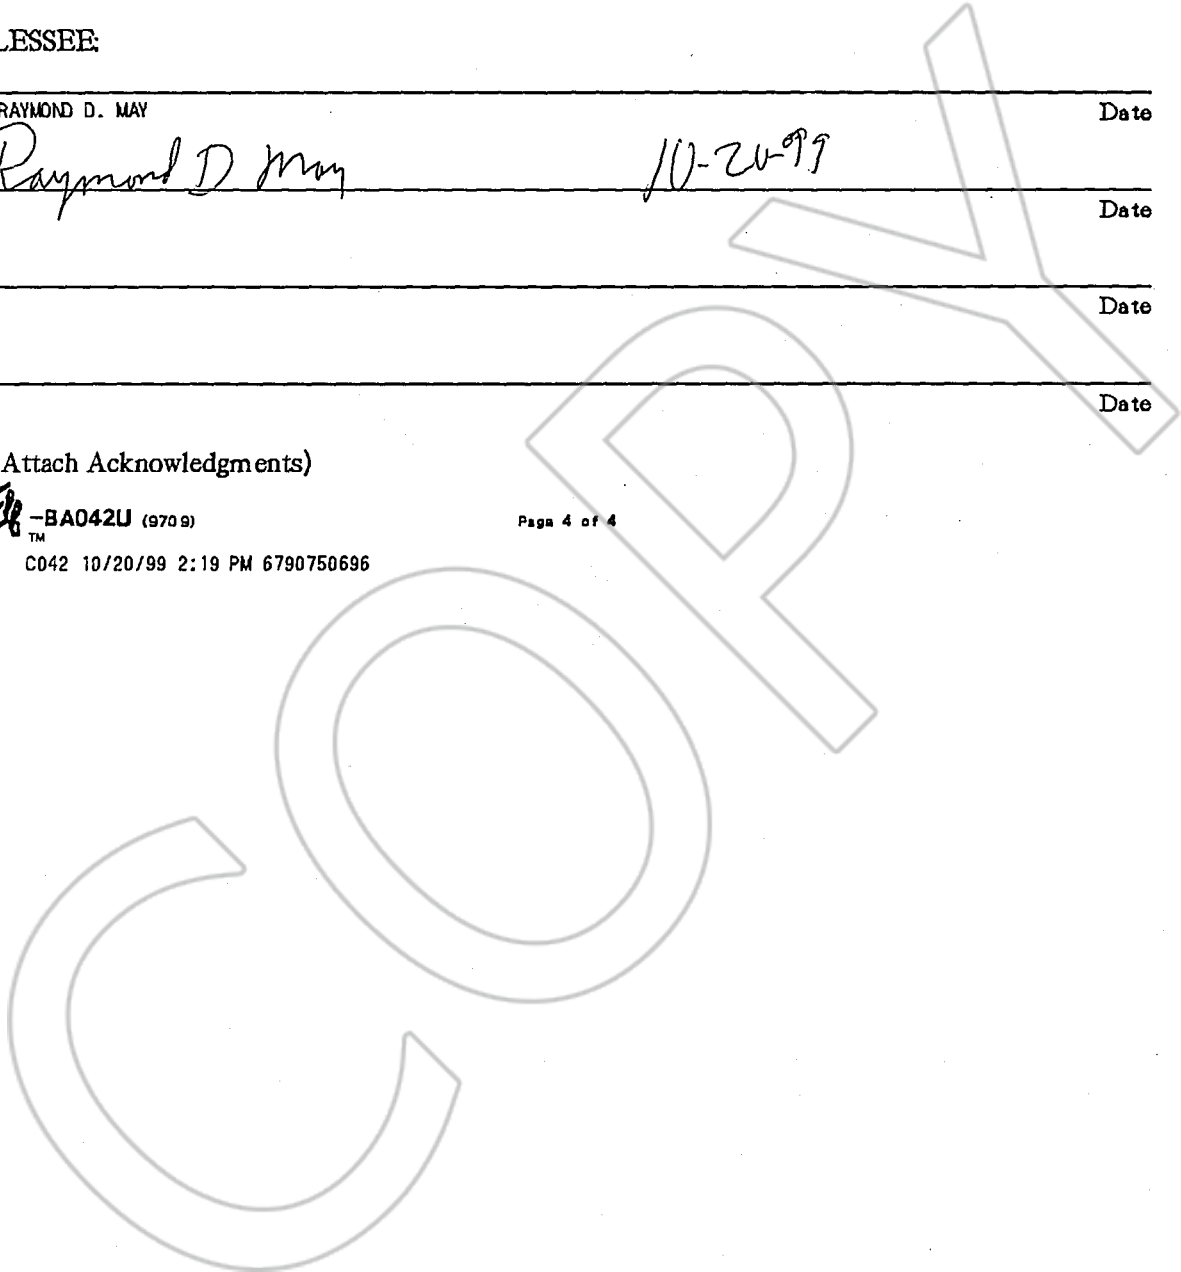 LESSEE:
RAYMOND D. MAY
Date
Raymond D May 10-20-99
Date
Date
Date
Attach Acknowledgments)
-BA042U (9709)
TM
Page 4 of 4
C042 10/20/99 2:19 PM 6790750696
COPY